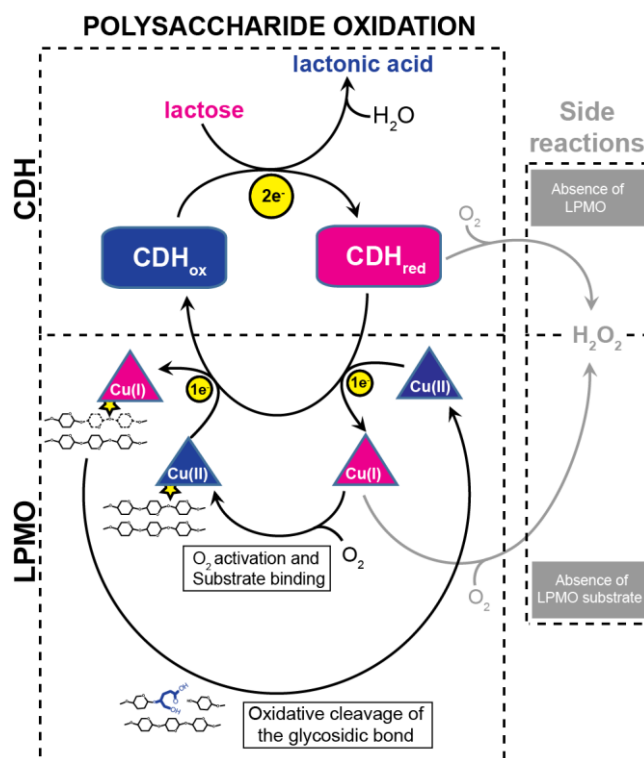 POLYSACCHARIDE OXIDATION
lactonic acid
lactose
H₂O
Side
reactions
CDH
2e⁻
Absence of
LPMO
O₂
CDHox
CDHred
H₂O₂
Cu(I)
1e⁻
1e⁻
Cu(II)
Cu(II)
Cu(I)
LPMO
O₂
O₂ activation and
Substrate binding
O₂
Absence of
LPMO substrate
OH
O
OH
Oxidative cleavage of
the glycosidic bond